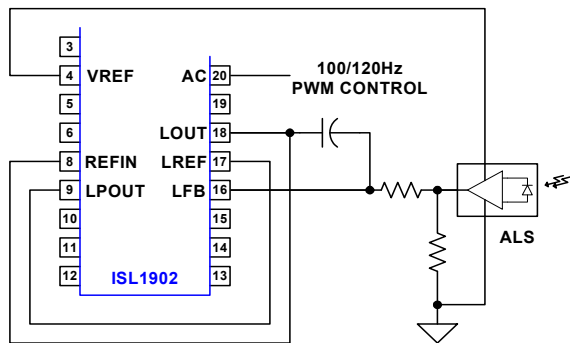 3
4 VREF
5
6
8 REFIN
9 LPOUT
10
11
12
AC 20
19
LOUT 18
LREF 17
LFB 16
15
14
13
ISL1902
100/120Hz
PWM CONTROL
ALS